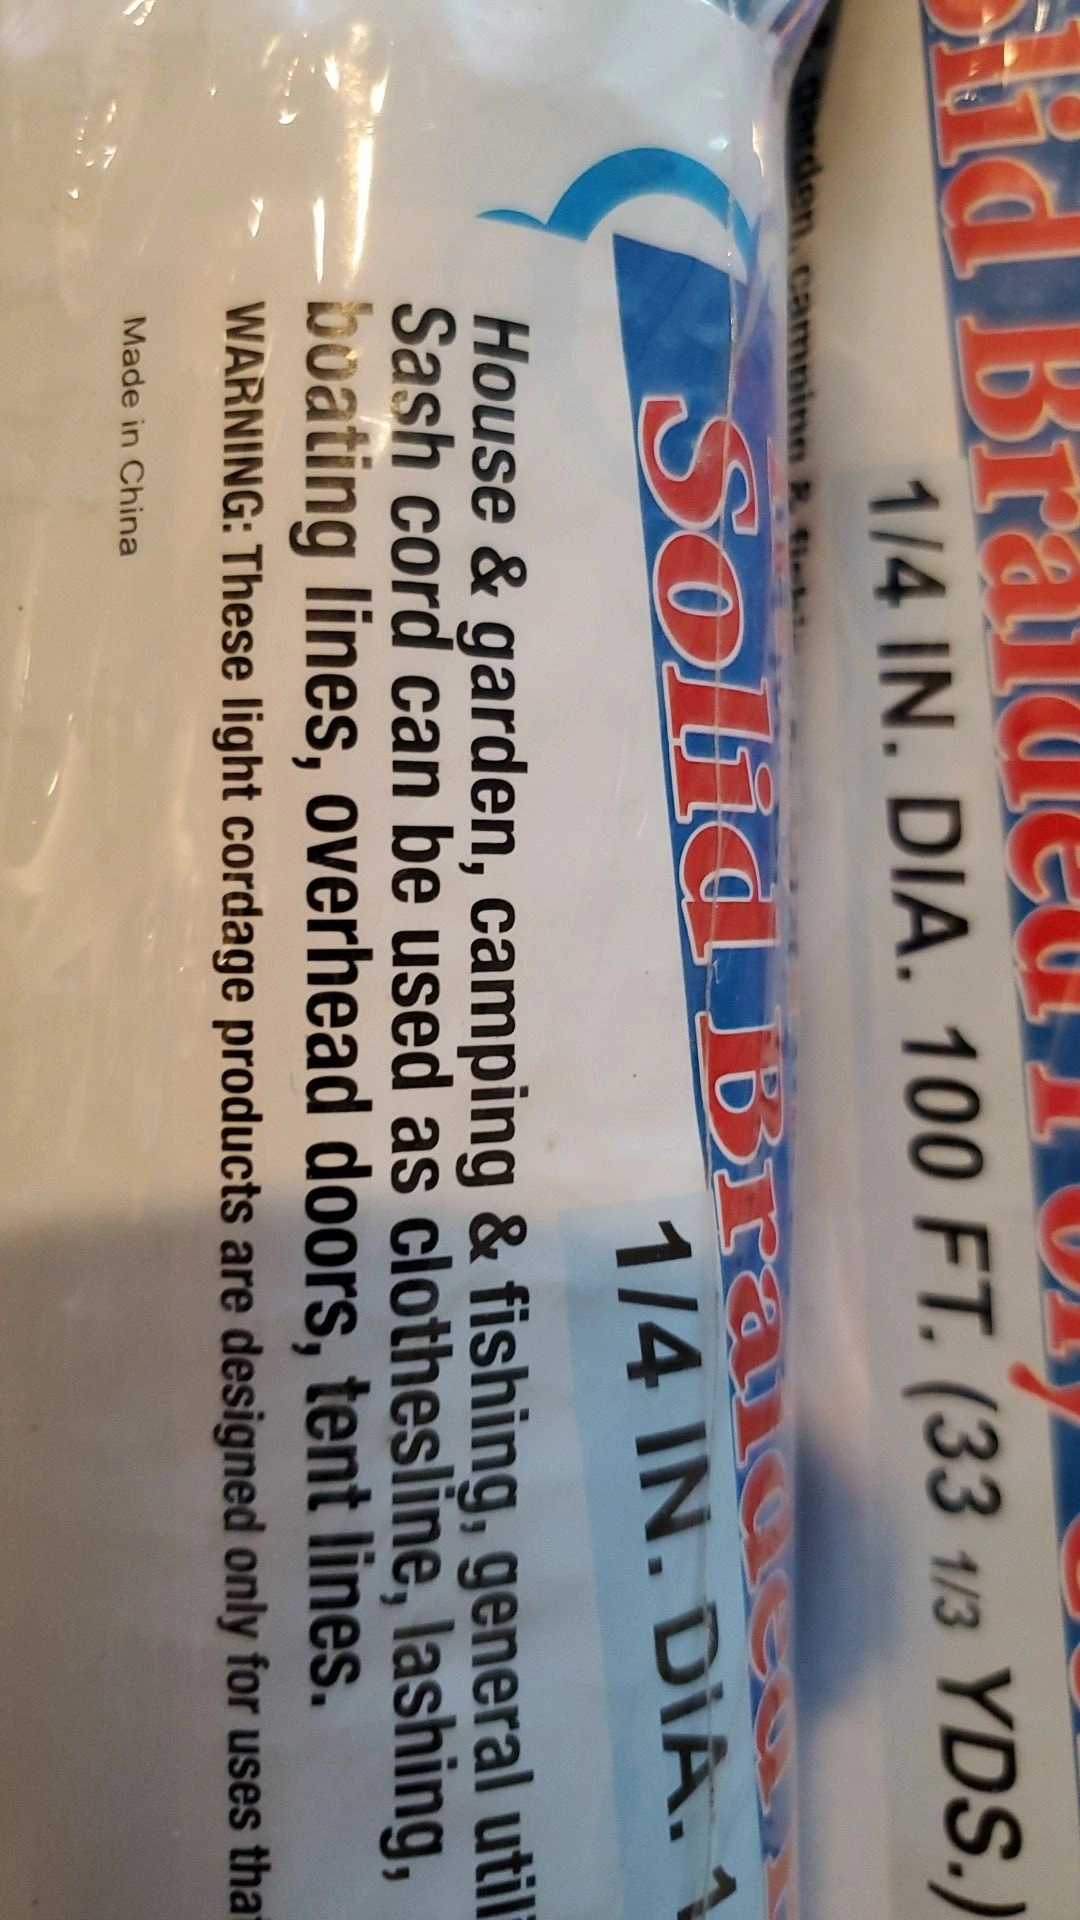 Solid Braided
1/4 IN. DIA. 100 FT. (33 1/3 YDS.)
garden, camping &
Solid Braided
1/4 IN. DIA.
House & garden, camping & fishing, general
Sash cord can be used as clothesline, lashing,
boating lines, overhead doors, tent lines.
WARNING: These light cordage products are designed only for uses
Made in China